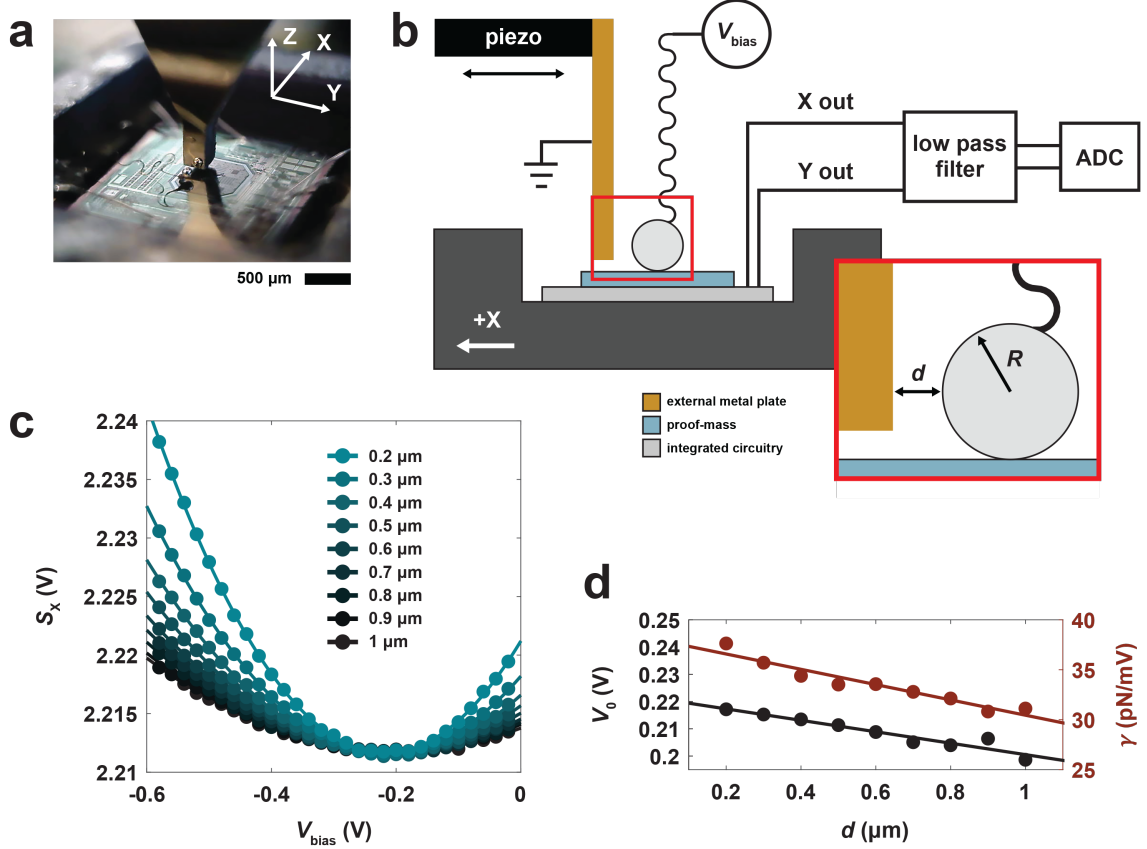 a
Z
X
Y
500 µm
b
piezo
Vbias
X out
Y out
low pass
filter
ADC
+X
d
R
external metal plate
proof-mass
integrated circuitry
c
2.24
2.235
2.23
2.225
2.22
2.215
2.21
SX (V)
0.2 µm
0.3 µm
0.4 µm
0.5 µm
0.6 µm
0.7 µm
0.8 µm
0.9 µm
1 µm
-0.6
-0.4
-0.2
0
Vbias (V)
d
0.25
0.24
0.23
0.22
0.21
0.2
V0 (V)
40
35
30
25
γ (pN/mV)
0.2
0.4
0.6
0.8
1
d (µm)